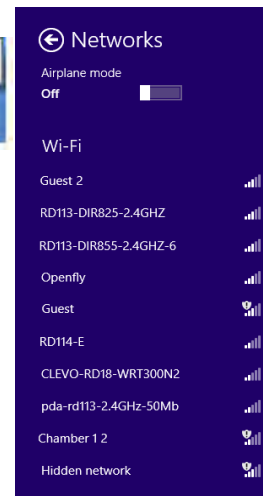 Networks
Airplane mode
Off
Wi-Fi
Guest 2
RD113-DIR825-2.4GHZ
RD113-DIR855-2.4GHZ-6
Openfly
Guest
RD114-E
CLEVO-RD18-WRT300N2
pda-rd113-2.4GHz-50Mb
Chamber 1 2
Hidden network